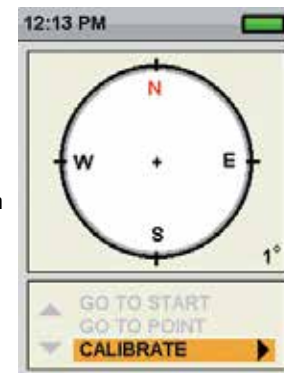 12:13 PM
N
W E
S
1°
GO TO START
GO TO POINT
CALIBRATE